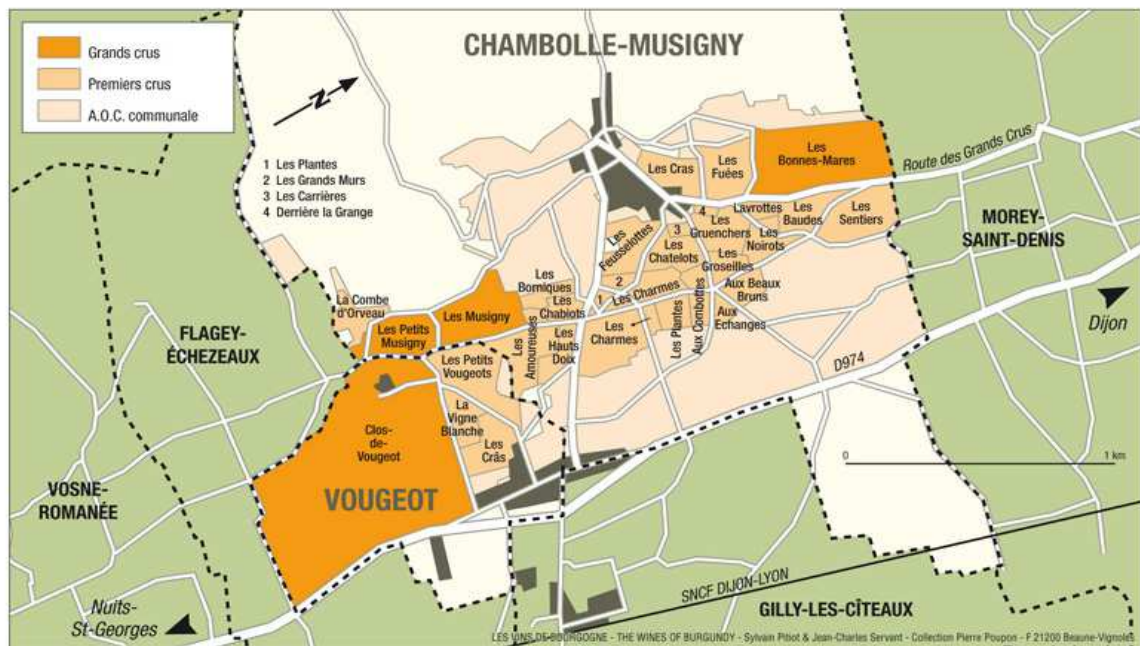 Grands crus
Premiers crus
A.O.C. communale
CHAMBOLLE-MUSIGNY
N
1 Les Plantes
2 Les Grands Murs
3 Les Carrières
4 Derrière la Grange
Les
Bonnes-Mares
Route des Grands Crus
Les Cras
Les
Fuées
4
Lavrottes
Les
Gruenchers
Les
Baudes
Les
Sentiers
MOREY-
SAINT-DENIS
Les
Feusselottes
3
Les
Chatelots
Les
Noirots
Les
Groseilles
Les
Borniques
2
Aux Beaux
Bruns
La Combe
d'Orveau
Les Musigny
Les
Chabiots
1
Les Charmes
Les Plantes
Aux Combottes
Aux
Echanges
Dijon
FLAGEY-
ÉCHEZEAUX
Les Petits
Musigny
Les
Amoureuses
Les
Hauts
Doix
Les
Charmes
D974
Les Petits
Vougeots
La
Vigne
Blanche
Les
Crâs
Clos-
de-
Vougeot
0
1 km
VOSNE-
ROMANÉE
VOUGEOT
SNCF DIJON-LYON
Nuits-
St-Georges
GILLY-LES-CÎTEAUX
LES VINS DE BOURGOGNE - THE WINES OF BURGUNDY - Sylvain Pitiot & Jean-Charles Servant - Collection Pierre Poupon - F 21200 Beaune-Vignoles